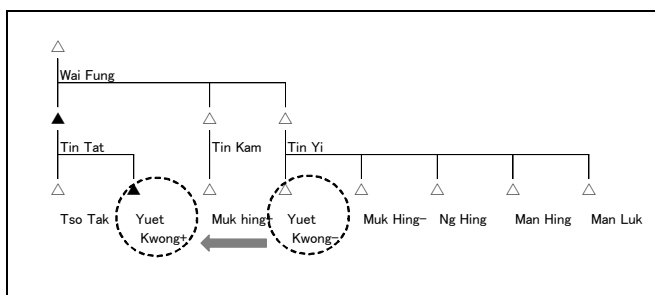 Wai Fung
Tin Tat
Tin Kam
Tin Yi
Tso Tak
Yuet
Kwong+
Muk hing+
Yuet
Kwong-
Muk Hing-
Ng Hing
Man Hing
Man Luk